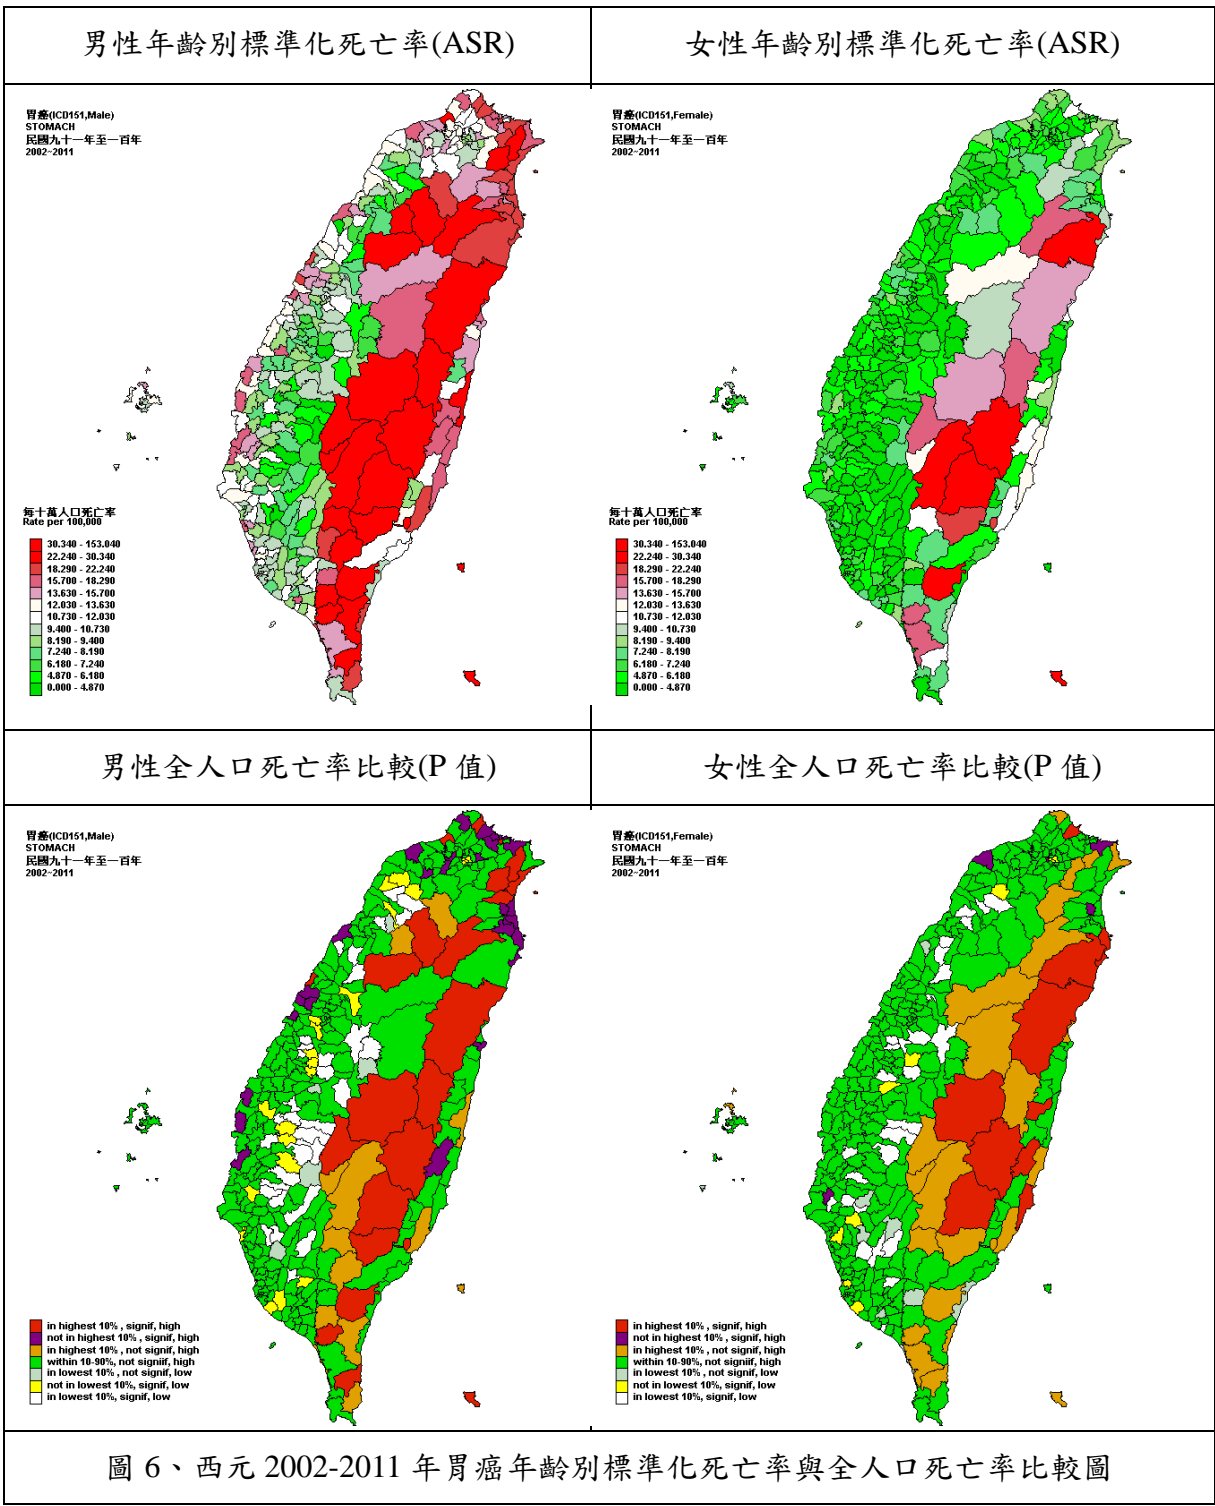 男性年齡別標準化死亡率(ASR)
女性年齡別標準化死亡率(ASR)
胃癌(ICD151,Male)
STOMACH
民國九十一年至一百年
2002~2011
每十萬人口死亡率
Rate per 100,000
30.340 - 153.040
22.240 - 30.340
18.290 - 22.240
15.700 - 18.290
13.630 - 15.700
12.030 - 13.630
10.730 - 12.030
9.400 - 10.730
8.190 - 9.400
7.240 - 8.190
6.180 - 7.240
4.870 - 6.180
0.000 - 4.870
胃癌(ICD151,Female)
STOMACH
民國九十一年至一百年
2002~2011
每十萬人口死亡率
Rate per 100,000
30.340 - 153.040
22.240 - 30.340
18.290 - 22.240
15.700 - 18.290
13.630 - 15.700
12.030 - 13.630
10.730 - 12.030
9.400 - 10.730
8.190 - 9.400
7.240 - 8.190
6.180 - 7.240
4.870 - 6.180
0.000 - 4.870
男性全人口死亡率比較(P 值)
女性全人口死亡率比較(P 值)
胃癌(ICD151,Male)
STOMACH
民國九十一年至一百年
2002~2011
in highest 10% , signif, high
not in highest 10% , signif, high
in highest 10% , not signif, high
within 10-90%, not signiif, high
in lowest 10% , not signif, low
not in lowest 10%, signif, low
in lowest 10%, signif, low
胃癌(ICD151,Female)
STOMACH
民國九十一年至一百年
2002~2011
in highest 10% , signif, high
not in highest 10% , signif, high
in highest 10% , not signif, high
within 10-90%, not signiif, high
in lowest 10% , not signif, low
not in lowest 10%, signif, low
in lowest 10%, signif, low
圖 6、西元 2002-2011 年胃癌年齡別標準化死亡率與全人口死亡率比較圖